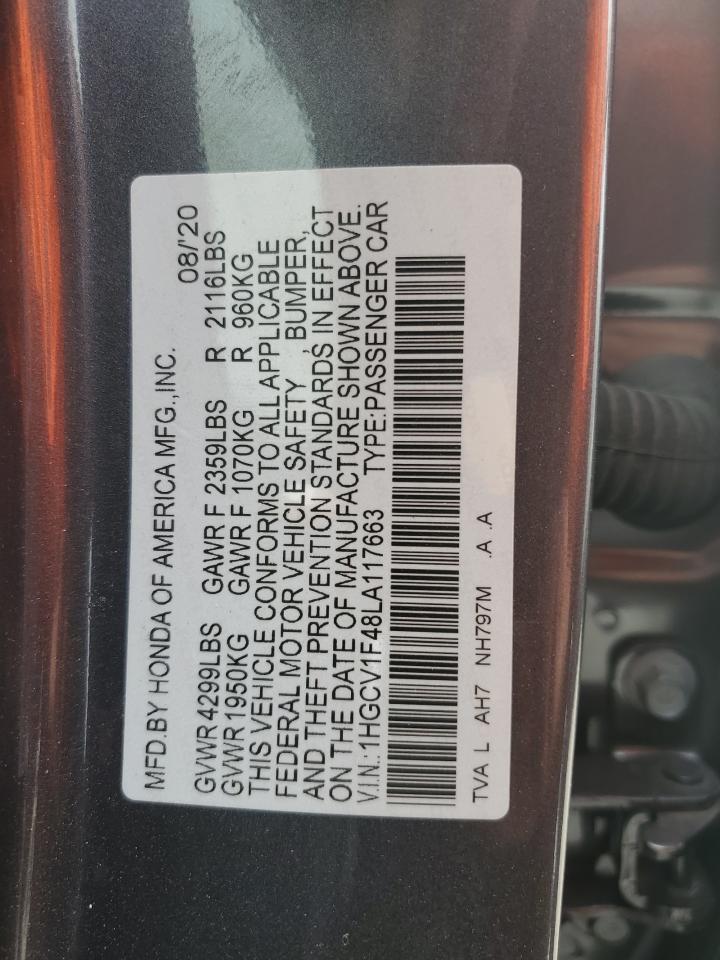 MFD.BY HONDA OF AMERICA MFG.,INC.
08/'20
GVWR 4299LBS GAWR F 2359LBS R 2116LBS
GVWR 1950KG GAWR F 1070KG R 960KG
THIS VEHICLE CONFORMS TO ALL APPLICABLE
FEDERAL MOTOR VEHICLE SAFETY , BUMPER,
AND THEFT PREVENTION STANDARDS IN EFFECT
ON THE DATE OF MANUFACTURE SHOWN ABOVE.
V.I.N.:1HGCV1F48LA117663 TYPE:PASSENGER CAR
TVA L AH7 NH797M .A .A